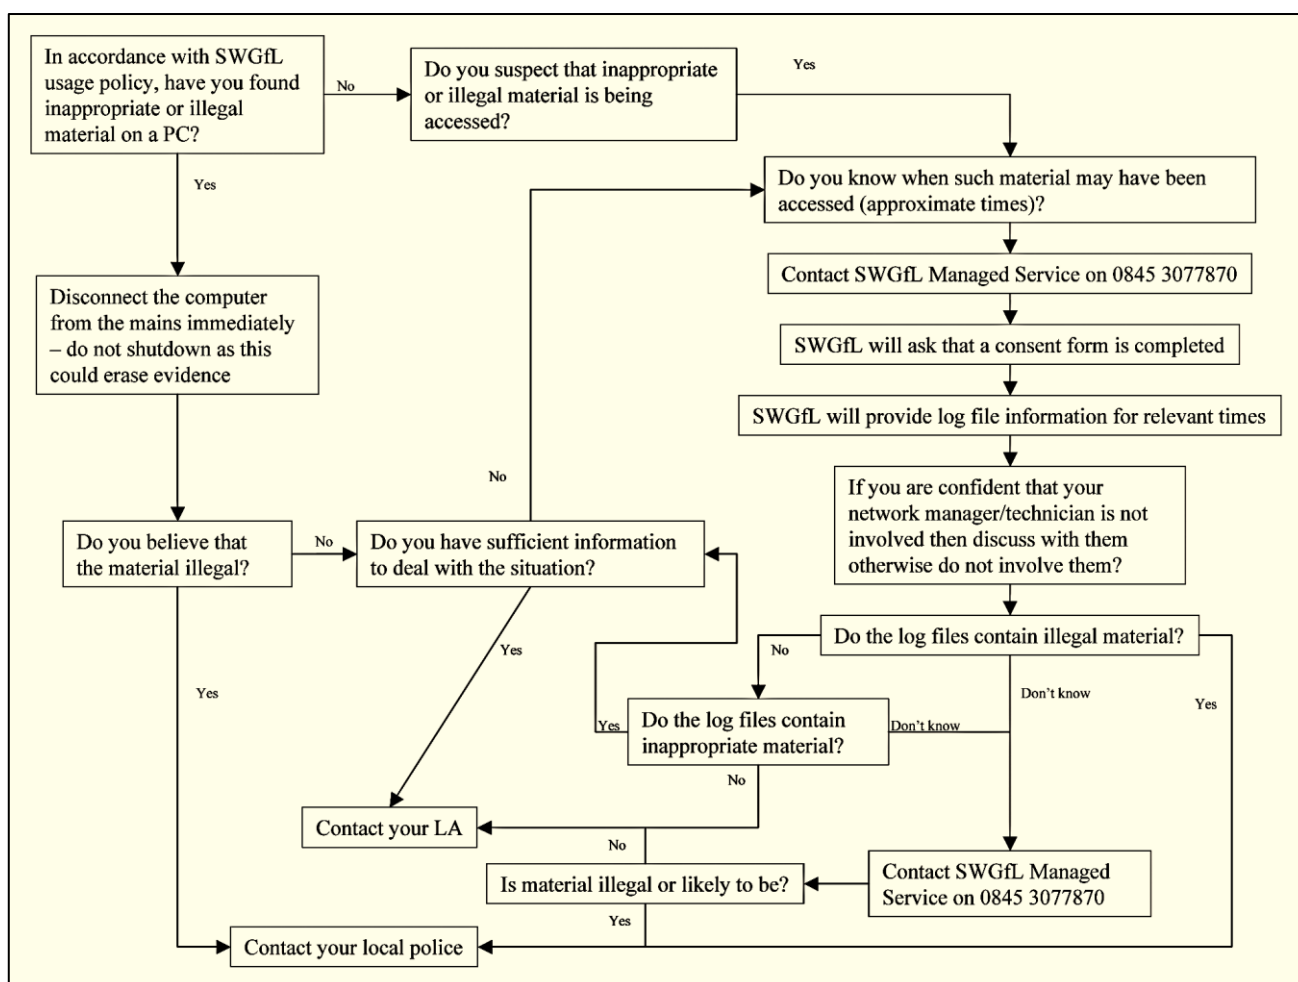 In accordance with SWGfL
usage policy, have you found
inappropriate or illegal
material on a PC?
No
Do you suspect that inappropriate
or illegal material is being
accessed?
Yes
Yes
Do you know when such material may have been
accessed (approximate times)?
Contact SWGfL Managed Service on 0845 3077870
Disconnect the computer
from the mains immediately
– do not shutdown as this
could erase evidence
SWGfL will ask that a consent form is completed
SWGfL will provide log file information for relevant times
No
If you are confident that your
network manager/technician is not
involved then discuss with them
otherwise do not involve them?
Do you believe that
the material illegal?
No
Do you have sufficient information
to deal with the situation?
Do the log files contain illegal material?
Yes
No
Yes
Don't know
Yes
Do the log files contain
inappropriate material?
Yes
Don't know
No
Contact your LA
No
Is material illegal or likely to be?
Contact SWGfL Managed
Service on 0845 3077870
Yes
Contact your local police